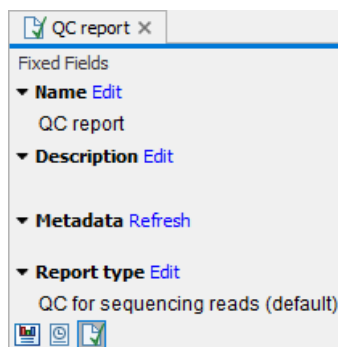 QC report
Fixed Fields
Name Edit
QC report
Description Edit
Metadata Refresh
Report type Edit
QC for sequencing reads (default)